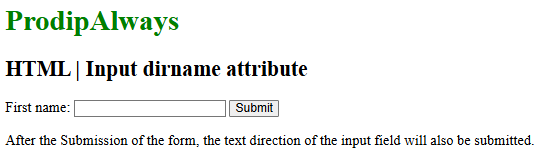 ProdipAlways
HTML | Input dirname attribute
First name: Submit
After the Submission of the form, the text direction of the input field will also be submitted.